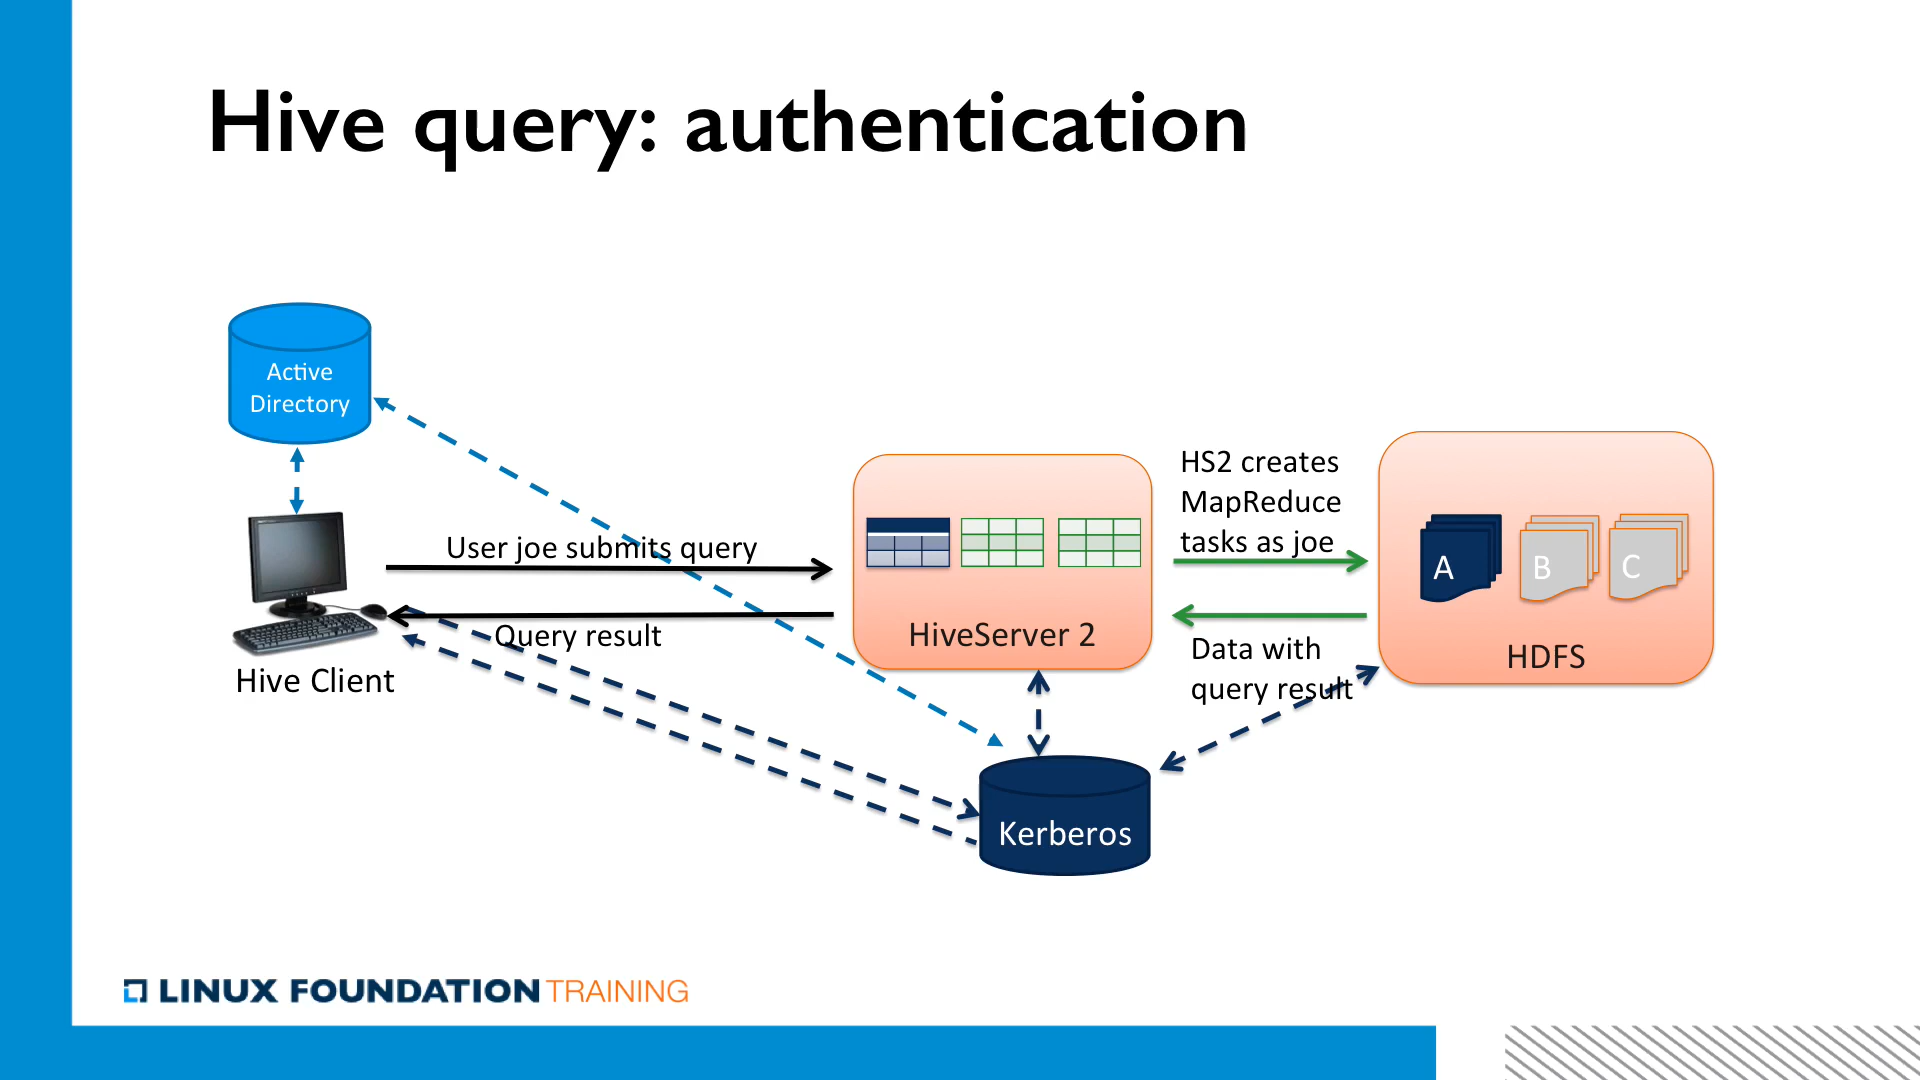 Hive query: authentication
Active
Directory
HS2 creates
MapReduce
tasks as joe
User joe submits query
A
B
C
Query result
HiveServer 2
Data with
query result
HDFS
Hive Client
Kerberos
LINUX FOUNDATION TRAINING